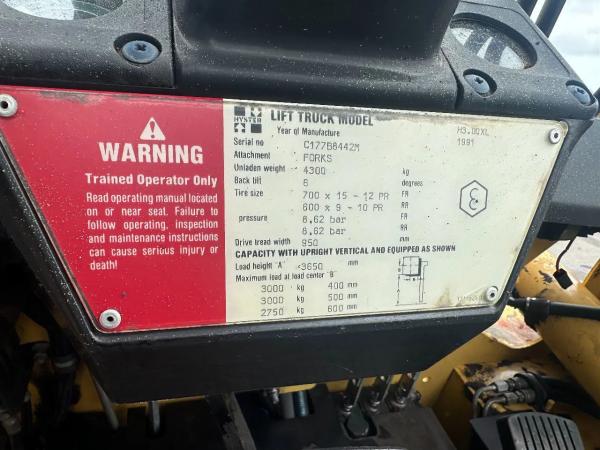 WARNING
Trained Operator Only
Read operating manual located
on or near seat. Failure to
follow operating, inspection
and maintenance instructions
can cause serious injury or
death!
HYSTER
LIFT TRUCK MODEL H3.00XL
Year of Manufacture 1991
Serial no C177B8442M
Attachment FORKS
Unladen weight 4300 kg
Back tilt 6 degrees
Tire size 700 x 15 - 12 PR FA
600 x 9 - 10 PR RA
pressure 8,62 bar FA
8,62 bar RA
Drive tread width 950 mm
CAPACITY WITH UPRIGHT VERTICAL AND EQUIPPED AS SHOWN
Load height "A" <3650 mm
Maximum load at load center "B"
3000 kg 400 mm
3000 kg 500 mm
2750 kg 600 mm